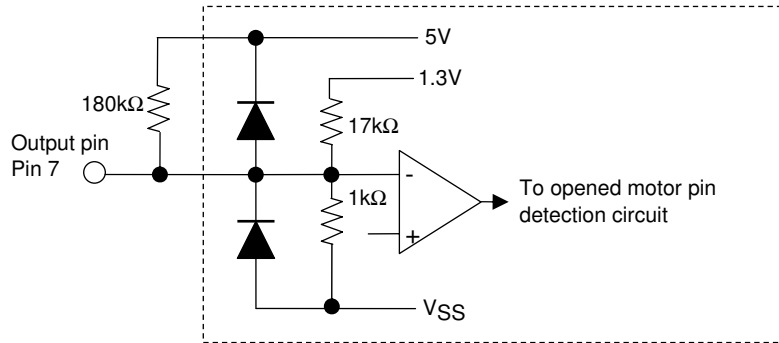 5V
1.3V
180kΩ
17kΩ
Output pin
Pin 7
-
1kΩ
To opened motor pin
detection circuit
+
VSS